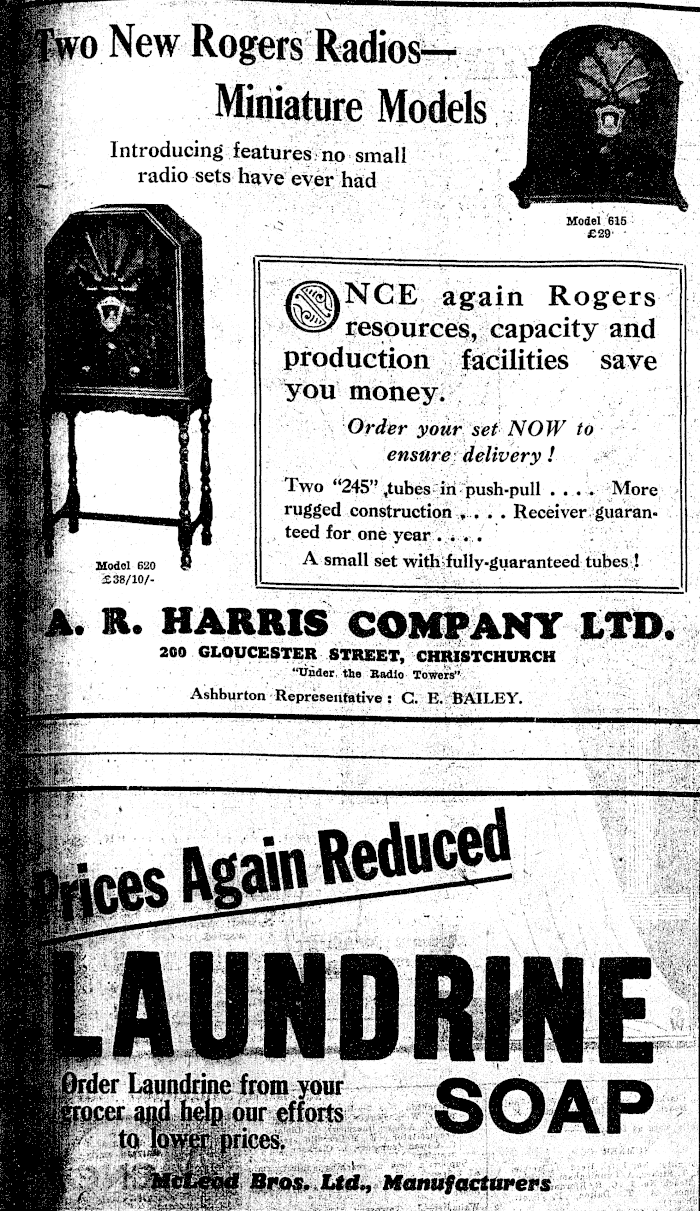 Two New Rogers Radios—
Miniature Models
Introducing features no small
radio sets have ever had
Model 615
£29
Model 620
£38/10/-
ONCE again Rogers
resources, capacity and
production facilities save
you money.
Order your set NOW to
ensure delivery!
Two "245" tubes in push-pull .... More
rugged construction .... Receiver guaran-
teed for one year ....
A small set with fully-guaranteed tubes!
A. R. HARRIS COMPANY LTD.
200 GLOUCESTER STREET, CHRISTCHURCH
"Under the Radio Towers"
Ashburton Representative: C. E. BAILEY.
Prices Again Reduced
LAUNDRINE
SOAP
Order Laundrine from your
grocer and help our efforts
to lower prices.
McLeod Bros. Ltd., Manufacturers